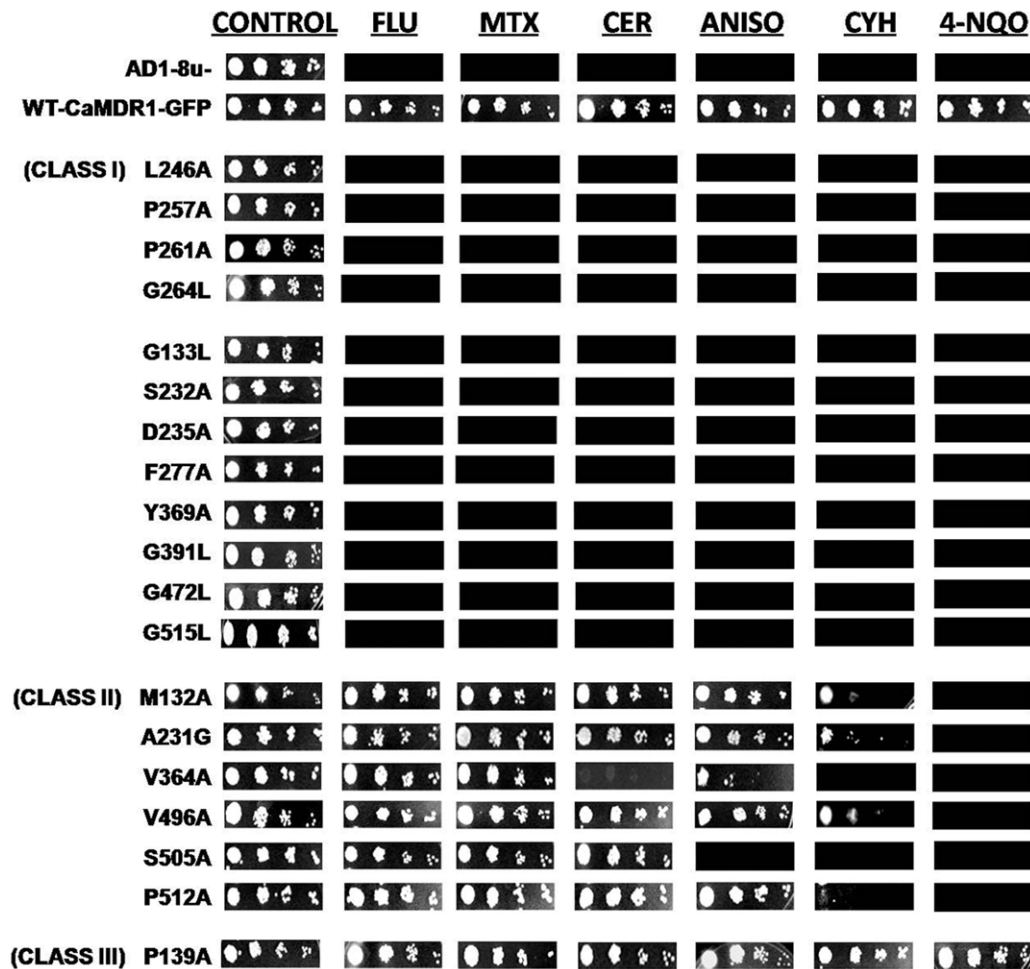 CONTROL FLU MTX CER ANISO CYH 4-NQO
AD1-8u-
WT-CaMDR1-GFP
(CLASS I) L246A
P257A
P261A
G264L
G133L
S232A
D235A
F277A
Y369A
G391L
G472L
G515L
(CLASS II) M132A
A231G
V364A
V496A
S505A
P512A
(CLASS III) P139A